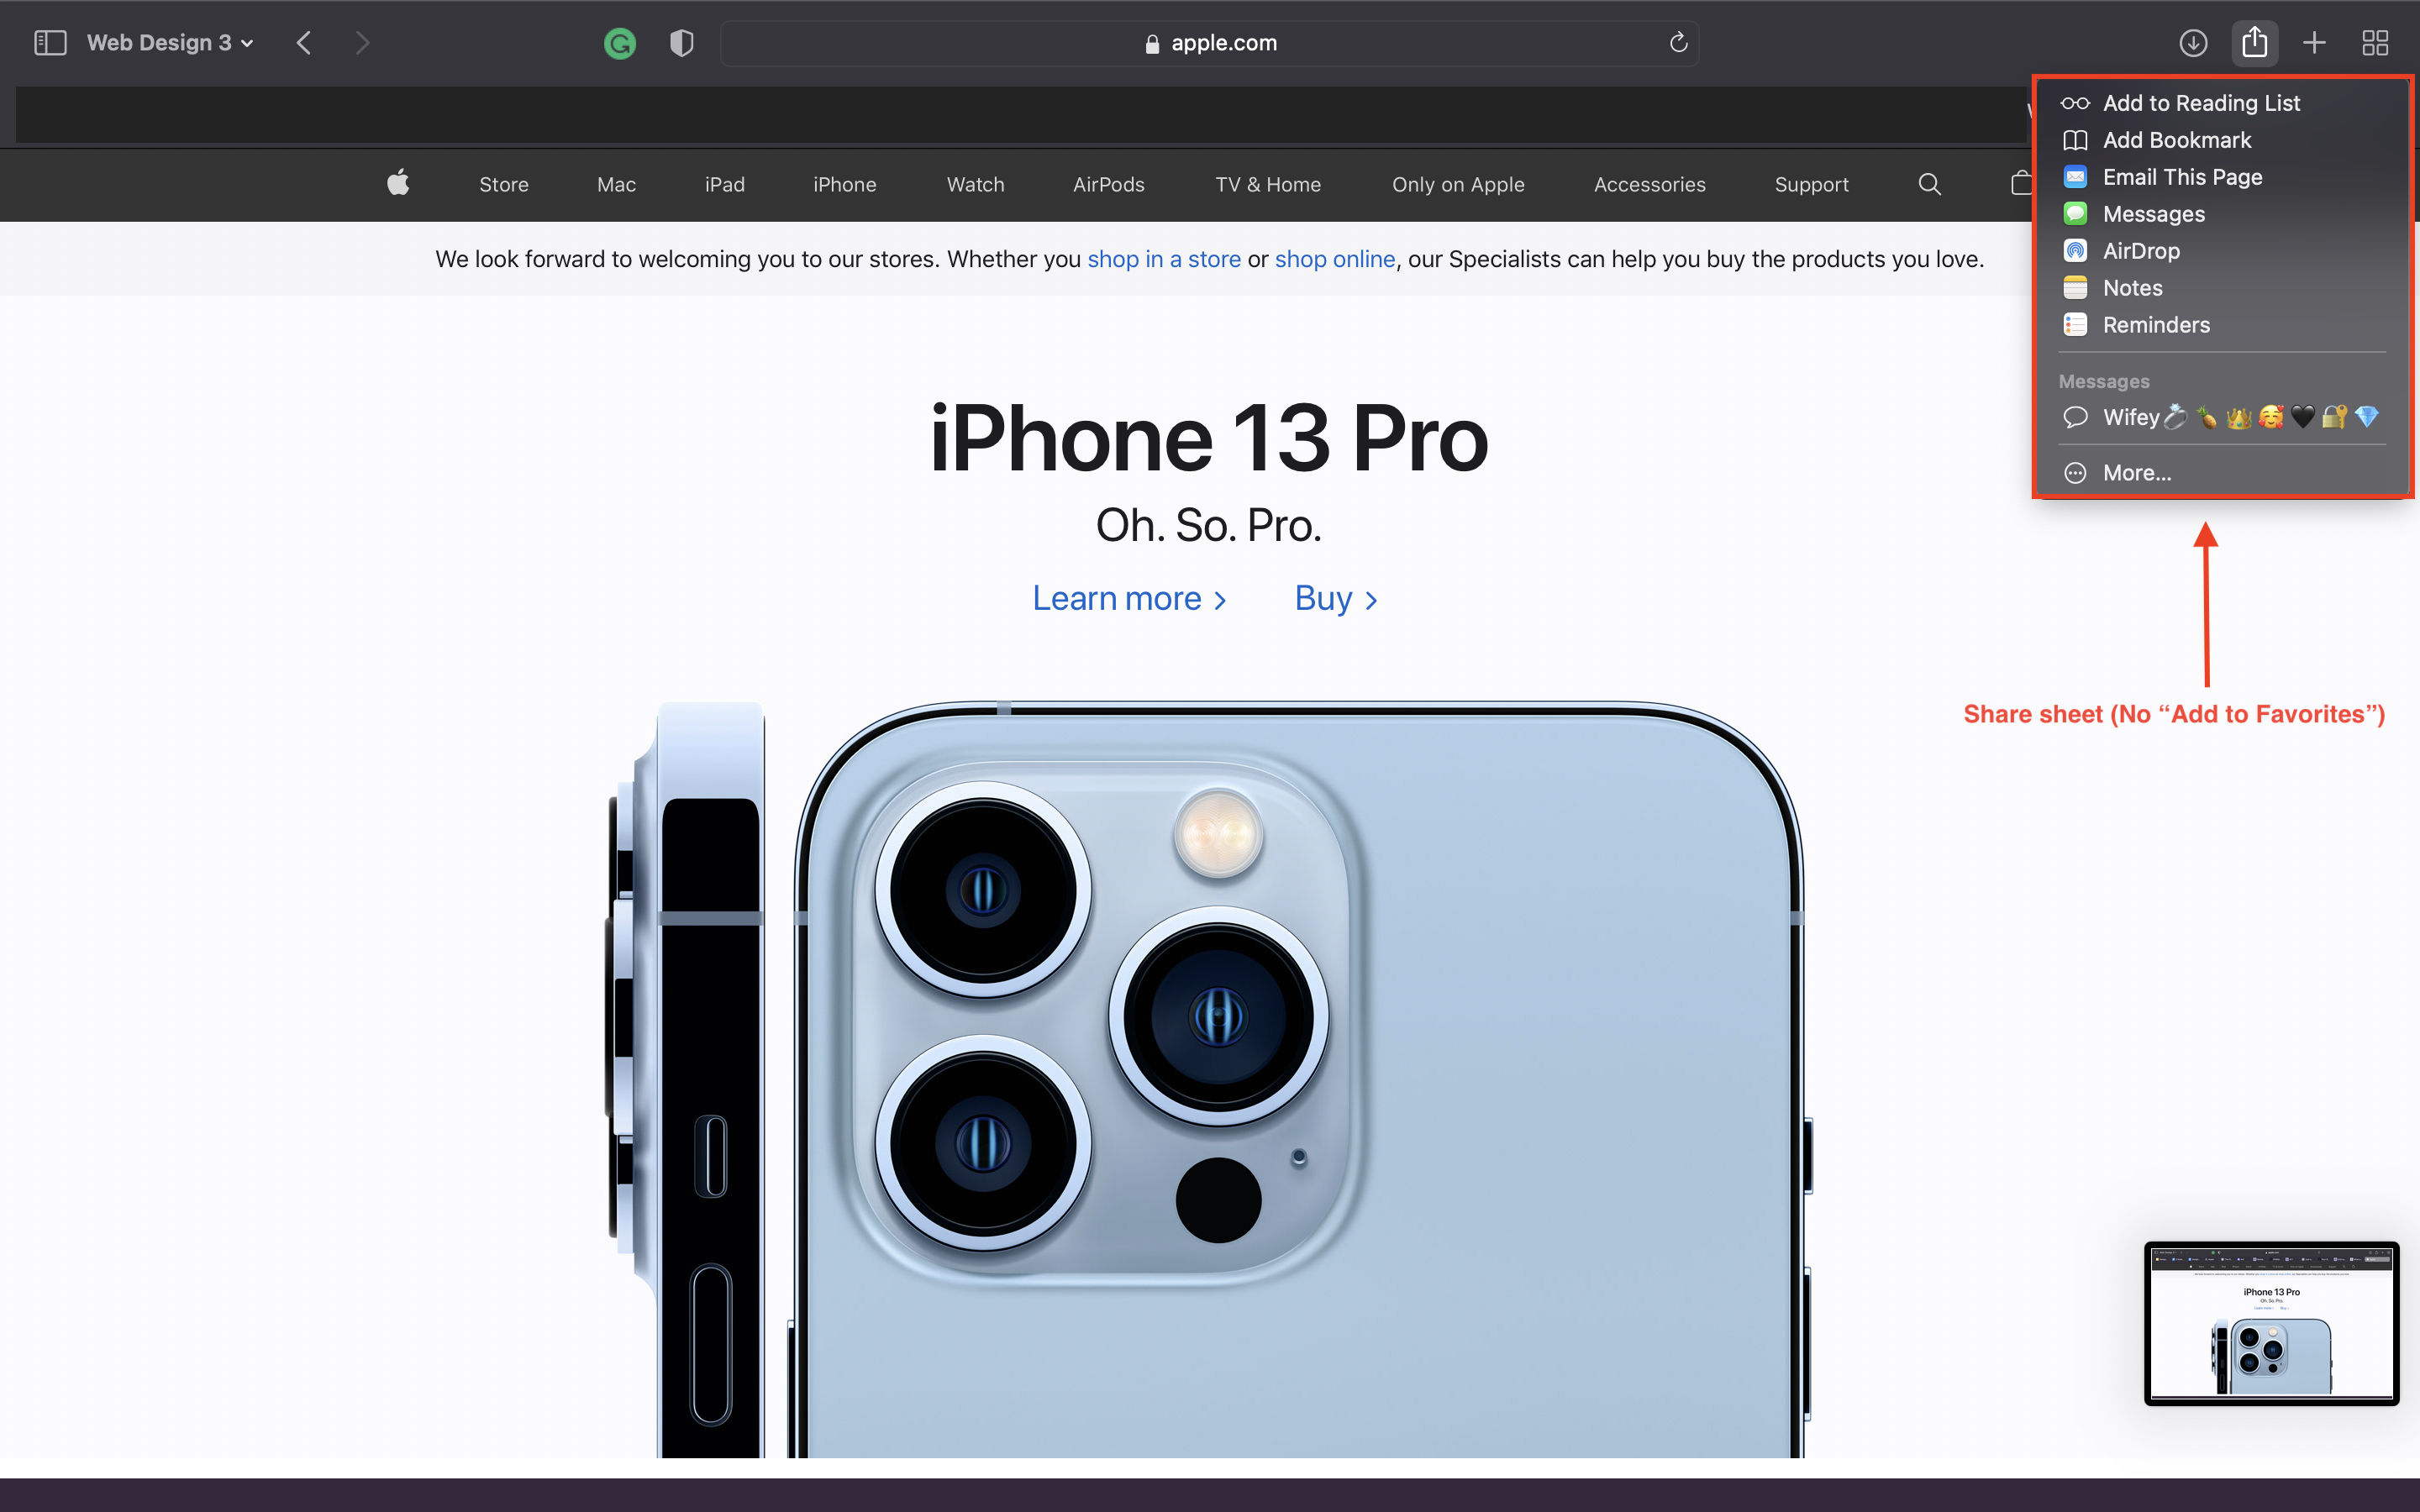 Web Design 3
apple.com
Add to Reading List
Add Bookmark
Email This Page
Messages
AirDrop
Notes
Reminders
Messages
Wifey💍🍍👑🥰🖤🔐💎
More...
Store Mac iPad iPhone Watch AirPods TV & Home Only on Apple Accessories Support
We look forward to welcoming you to our stores. Whether you shop in a store or shop online, our Specialists can help you buy the products you love.
iPhone 13 Pro
Oh. So. Pro.
Learn more > Buy >
Share sheet (No “Add to Favorites”)
iPhone 13 Pro
Oh. So. Pro.